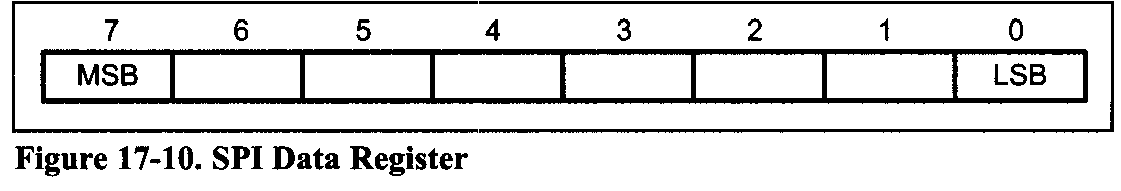 7 6 5 4 3 2 1 0
MSB LSB
Figure 17-10. SPI Data Register